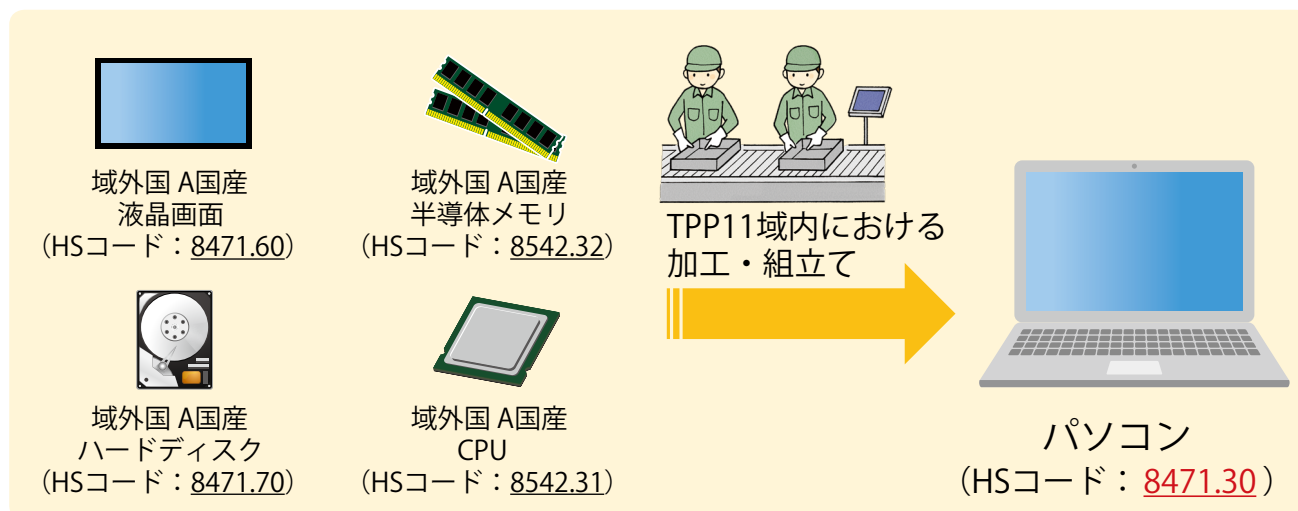 域外国 A国産
液晶画面
（HSコード：8471.60）
域外国 A国産
半導体メモリ
（HSコード：8542.32）
域外国 A国産
ハードディスク
（HSコード：8471.70）
域外国 A国産
CPU
（HSコード：8542.31）
TPP11域内における
加工・組立て
パソコン
（HSコード：8471.30）